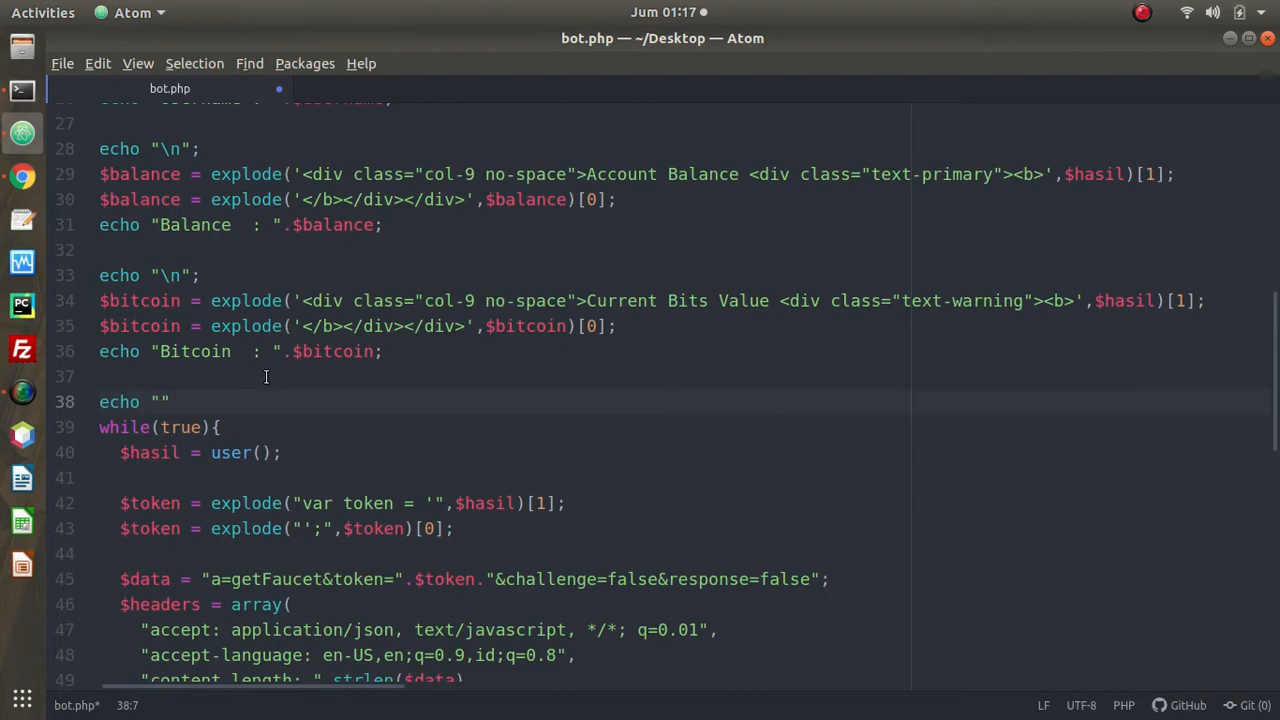 Activities Atom Jum 01:17
bot.php — ~/Desktop — Atom
File Edit View Selection Find Packages Help
bot.php
27
28 echo "\n";
29 $balance = explode('<div class="col-9 no-space">Account Balance <div class="text-primary"><b>',$hasil)[1];
30 $balance = explode('</b></div></div>',$balance)[0];
31 echo "Balance  : ".$balance;
32
33 echo "\n";
34 $bitcoin = explode('<div class="col-9 no-space">Current Bits Value <div class="text-warning"><b>',$hasil)[1];
35 $bitcoin = explode('</b></div></div>',$bitcoin)[0];
36 echo "Bitcoin  : ".$bitcoin;
37
38 echo ""
39 while(true){
40   $hasil = user();
41
42   $token = explode("var token = '",$hasil)[1];
43   $token = explode("';",$token)[0];
44
45   $data = "a=getFaucet&token=".$token."&challenge=false&response=false";
46   $headers = array(
47     "accept: application/json, text/javascript, */*; q=0.01",
48     "accept-language: en-US,en;q=0.9,id;q=0.8",
49     "content-length: ".strlen($data)
bot.php* 38:7 LF UTF-8 PHP GitHub Git (0)